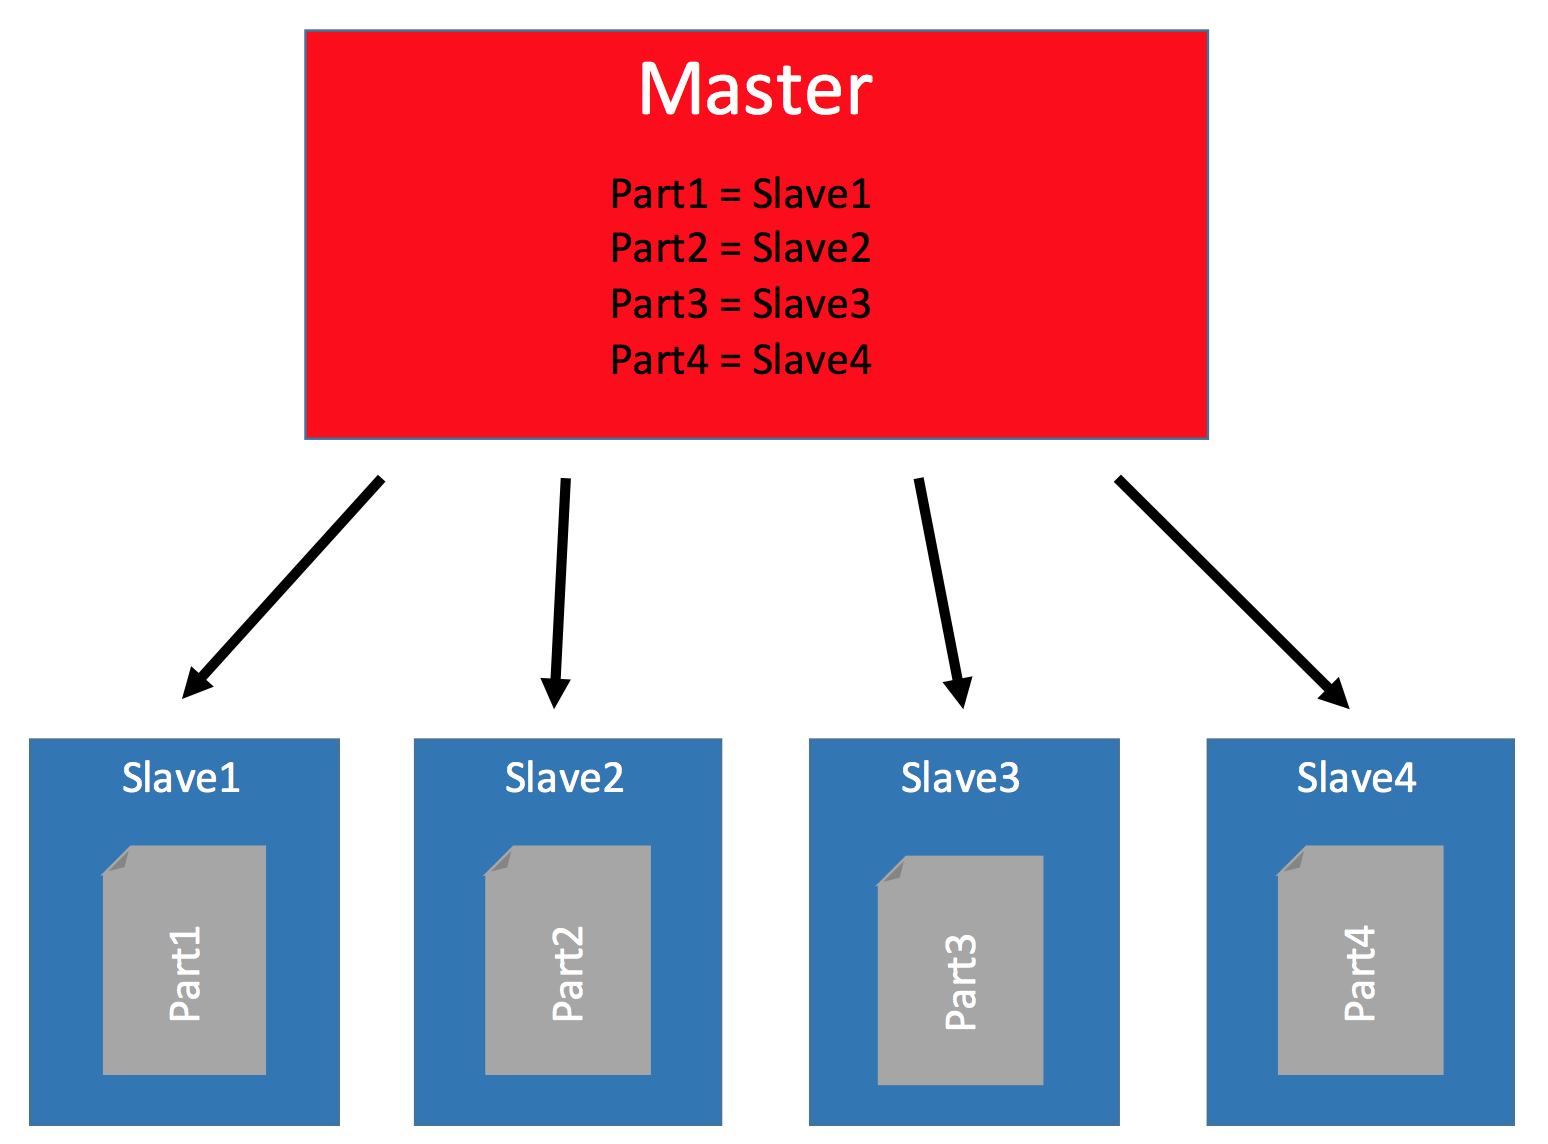 Master
Part1 = Slave1
Part2 = Slave2
Part3 = Slave3
Part4 = Slave4
Slave1
Slave2
Slave3
Slave4
Part1
Part2
Part3
Part4